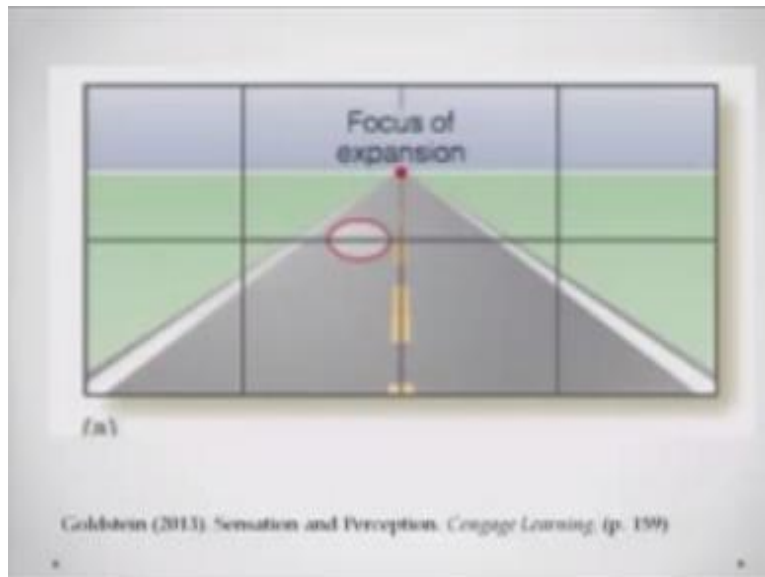 Focus of
expansion
(a)
Goldstein (2013). Sensation and Perception. Cengage Learning. (p. 159)